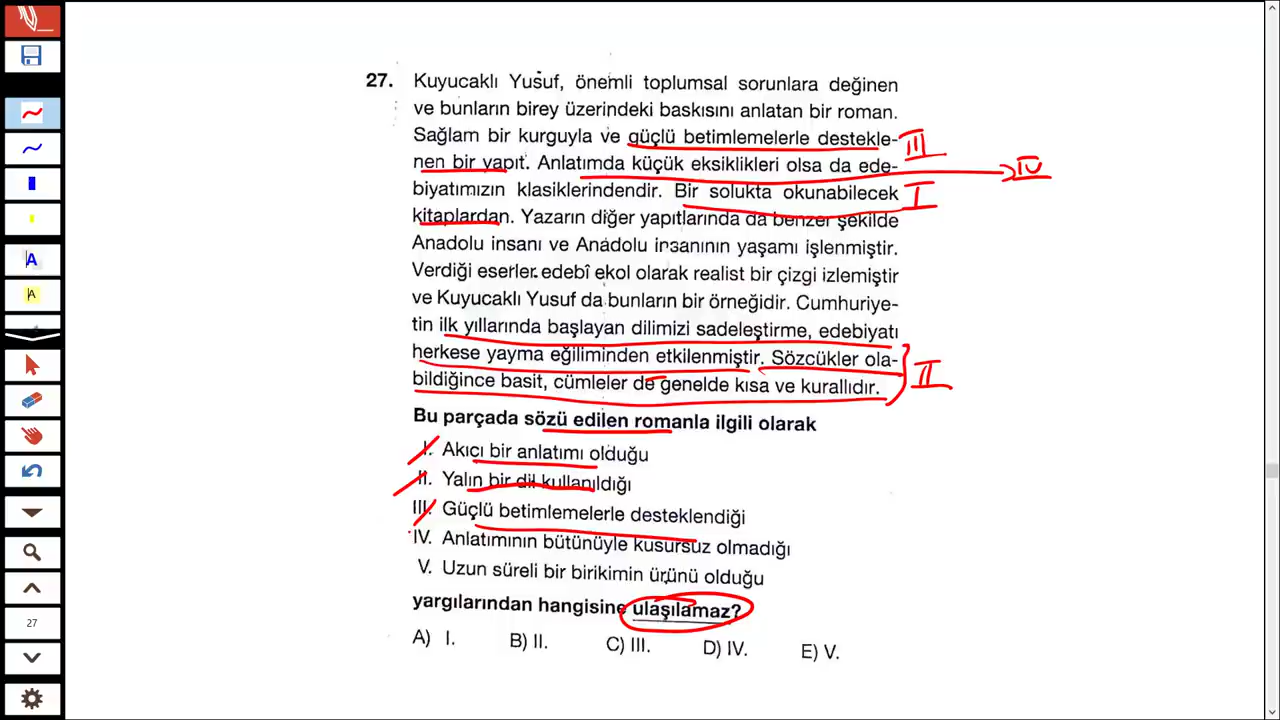 27. Kuyucaklı Yusuf, önemli toplumsal sorunlara değinen
ve bunların birey üzerindeki baskısını anlatan bir roman.
Sağlam bir kurguyla ve güçlü betimlemelerle destekle- III
nen bir yapıt. Anlatımda küçük eksiklikleri olsa da ede- IV
biyatımızın klasiklerindendir. Bir solukta okunabilecek I
kitaplardan. Yazarın diğer yapıtlarında da benzer şekilde
Anadolu insanı ve Anadolu insanının yaşamı işlenmiştir.
Verdiği eserler edebî ekol olarak realist bir çizgi izlemiştir
ve Kuyucaklı Yusuf da bunların bir örneğidir. Cumhuriye-
tin ilk yıllarında başlayan dilimizi sadeleştirme, edebiyatı
herkese yayma eğiliminden etkilenmiştir. Sözcükler ola-
bildiğince basit, cümleler de genelde kısa ve kurallıdır. II
Bu parçada sözü edilen romanla ilgili olarak
I. Akıcı bir anlatımı olduğu
II. Yalın bir dil kullanıldığı
III. Güçlü betimlemelerle desteklendiği
IV. Anlatımının bütünüyle kusursuz olmadığı
V. Uzun süreli bir birikimin ürünü olduğu
yargılarından hangisine ulaşılamaz?
A) I. B) II. C) III. D) IV. E) V.
A
A
27